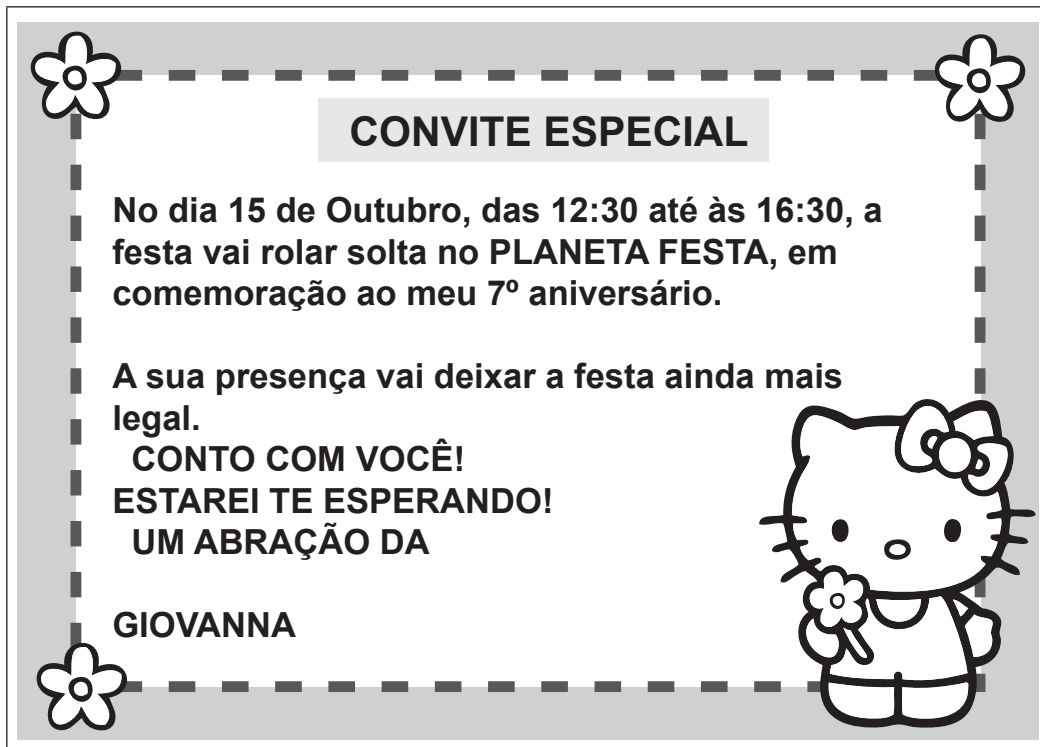 CONVITE ESPECIAL
No dia 15 de Outubro, das 12:30 até às 16:30, a
festa vai rolar solta no PLANETA FESTA, em
comemoração ao meu 7º aniversário.
A sua presença vai deixar a festa ainda mais
legal.
CONTO COM VOCÊ!
ESTAREI TE ESPERANDO!
UM ABRAÇÃO DA
GIOVANNA